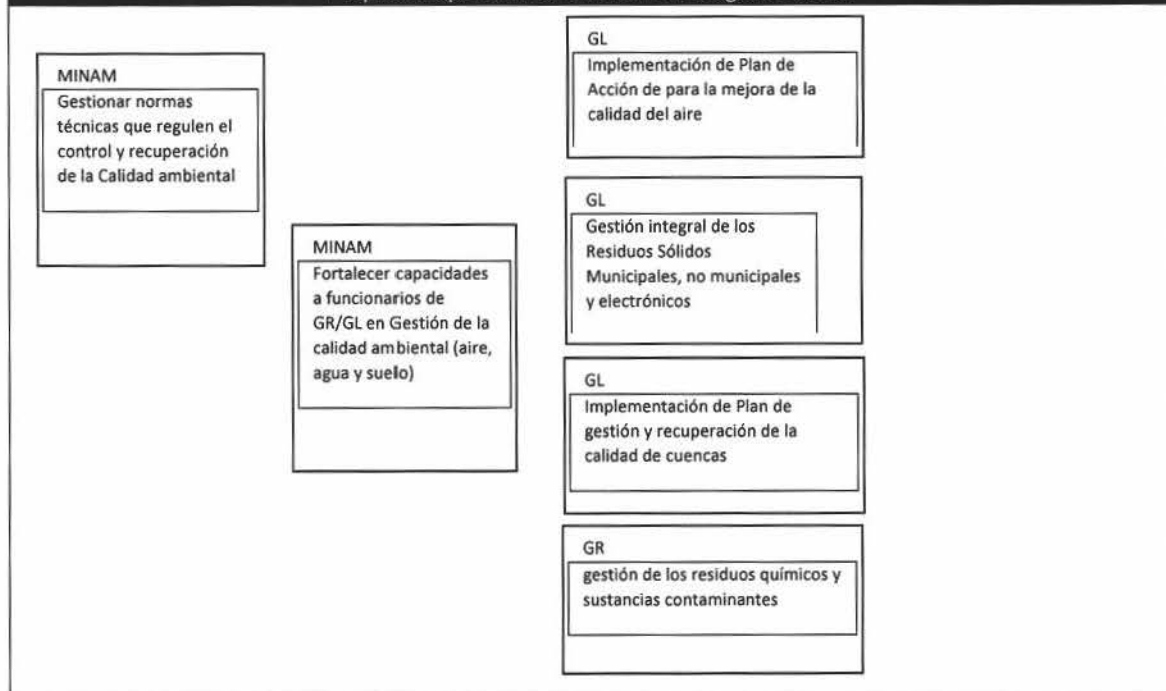 MINAM
Gestionar normas
técnicas que regulen el
control y recuperación
de la Calidad ambiental
MINAM
Fortalecer capacidades
a funcionarios de
GR/GL en Gestión de la
calidad ambiental (aire,
agua y suelo)
GL
Implementación de Plan de
Acción de para la mejora de la
calidad del aire
GL
Gestión integral de los
Residuos Sólidos
Municipales, no municipales
y electrónicos
GL
Implementación de Plan de
gestión y recuperación de la
calidad de cuencas
GR
gestión de los residuos químicos y
sustancias contaminantes